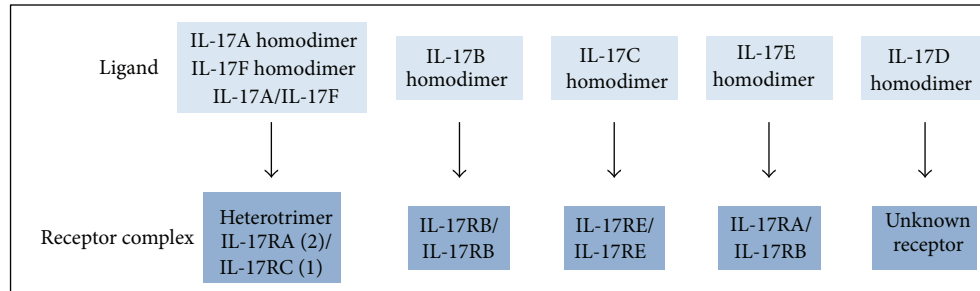 Ligand
IL-17A homodimer
IL-17F homodimer
IL-17A/IL-17F
IL-17B
homodimer
IL-17C
homodimer
IL-17E
homodimer
IL-17D
homodimer
Receptor complex
Heterotrimer
IL-17RA (2)/
IL-17RC (1)
IL-17RB/
IL-17RB
IL-17RE/
IL-17RE
IL-17RA/
IL-17RB
Unknown
receptor